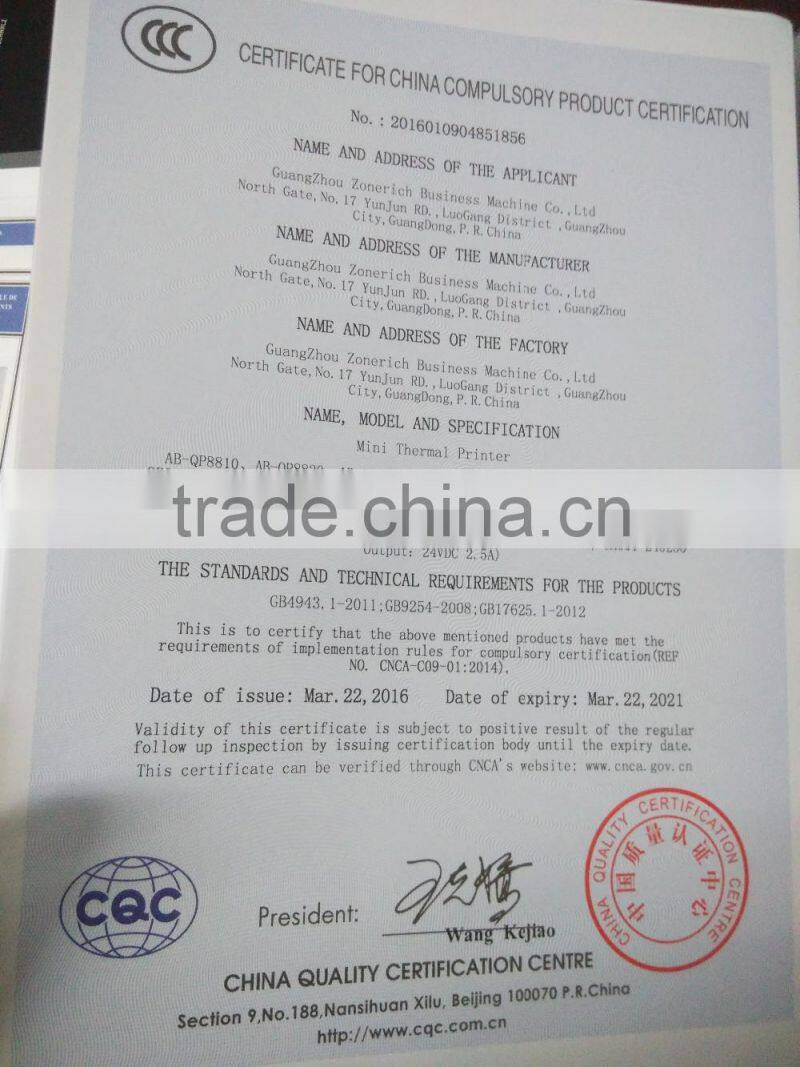 CCC
CERTIFICATE FOR CHINA COMPULSORY PRODUCT CERTIFICATION
No. : 2016010904851856
NAME AND ADDRESS OF THE APPLICANT
GuangZhou Zonerich Business Machine Co.,Ltd
North Gate,No.17 YunJun RD.,LuoGang District ,GuangZhou
City,GuangDong,P.R.China
NAME AND ADDRESS OF THE MANUFACTURER
GuangZhou Zonerich Business Machine Co.,Ltd
North Gate,No.17 YunJun RD.,LuoGang District ,GuangZhou
City,GuangDong,P.R.China
NAME AND ADDRESS OF THE FACTORY
GuangZhou Zonerich Business Machine Co.,Ltd
North Gate,No.17 YunJun RD.,LuoGang District ,GuangZhou
City,GuangDong,P.R.China
NAME, MODEL AND SPECIFICATION
Mini Thermal Printer
AB-QP8810、
trade.china.com
Output: 24VDC 2.5A)
THE STANDARDS AND TECHNICAL REQUIREMENTS FOR THE PRODUCTS
GB4943.1-2011;GB9254-2008;GB17625.1-2012
This is to certify that the above mentioned products have met the
requirements of implementation rules for compulsory certification(REF
NO. CNCA-C09-01:2014).
Date of issue: Mar.22,2016 Date of expiry: Mar.22,2021
Validity of this certificate is subject to positive result of the regular
follow up inspection by issuing certification body until the expiry date.
This certificate can be verified through CNCA's website: www.cnca.gov.cn
CHINA QUALITY CERTIFICATION CENTRE
中国质量认证中心
CQC
President:
Wang Kejiao
CHINA QUALITY CERTIFICATION CENTRE
Section 9,No.188,Nansihuan Xilu, Beijing 100070 P.R.China
http://www.cqc.com.cn